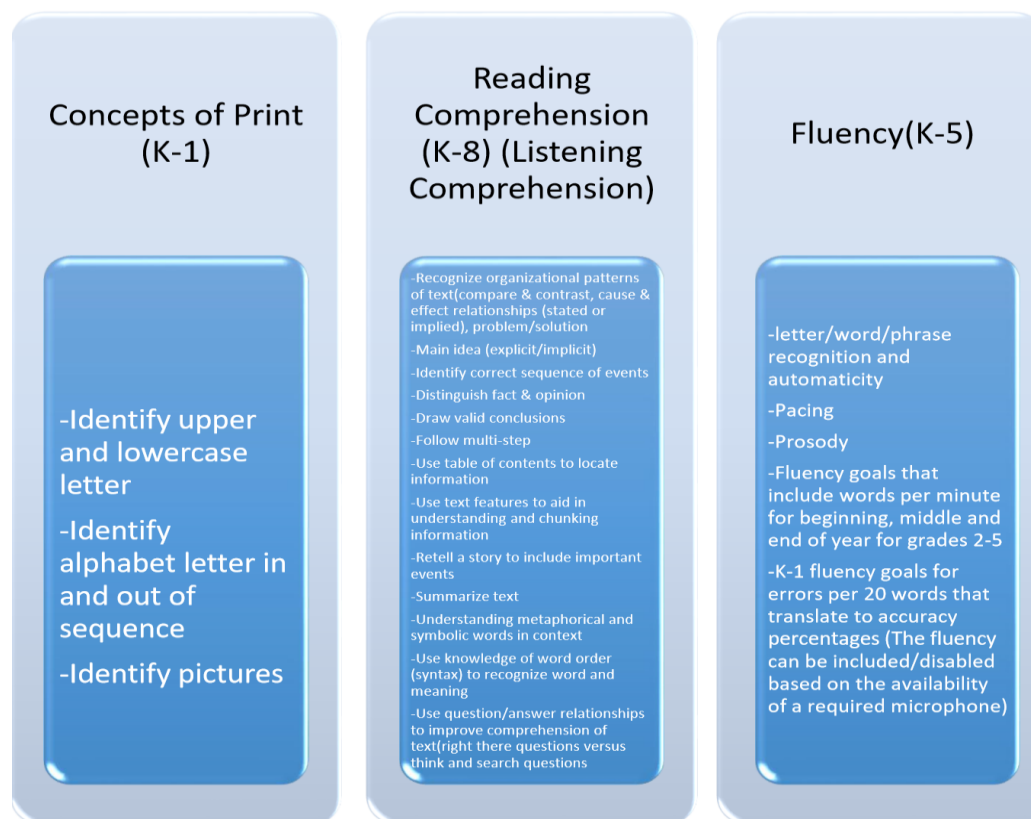 Concepts of Print
(K-1)
-Identify upper
and lowercase
letter
-Identify
alphabet letter in
and out of
sequence
-Identify pictures
Reading
Comprehension
(K-8) (Listening
Comprehension)
-Recognize organizational patterns
of text(compare & contrast, cause &
effect relationships (stated or
implied), problem/solution
-Main idea (explicit/implicit)
-Identify correct sequence of events
-Distinguish fact & opinion
-Draw valid conclusions
-Follow multi-step
-Use table of contents to locate
information
-Use text features to aid in
understanding and chunking
information
-Retell a story to include important
events
-Summarize text
-Understanding metaphorical and
symbolic words in context
-Use knowledge of word order
(syntax) to recognize word and
meaning
-Use question/answer relationships
to improve comprehension of
text(right there questions versus
think and search questions
Fluency(K-5)
-letter/word/phrase
recognition and
automaticity
-Pacing
-Prosody
-Fluency goals that
include words per minute
for beginning, middle and
end of year for grades 2-5
-K-1 fluency goals for
errors per 20 words that
translate to accuracy
percentages (The fluency
can be included/disabled
based on the availability
of a required microphone)